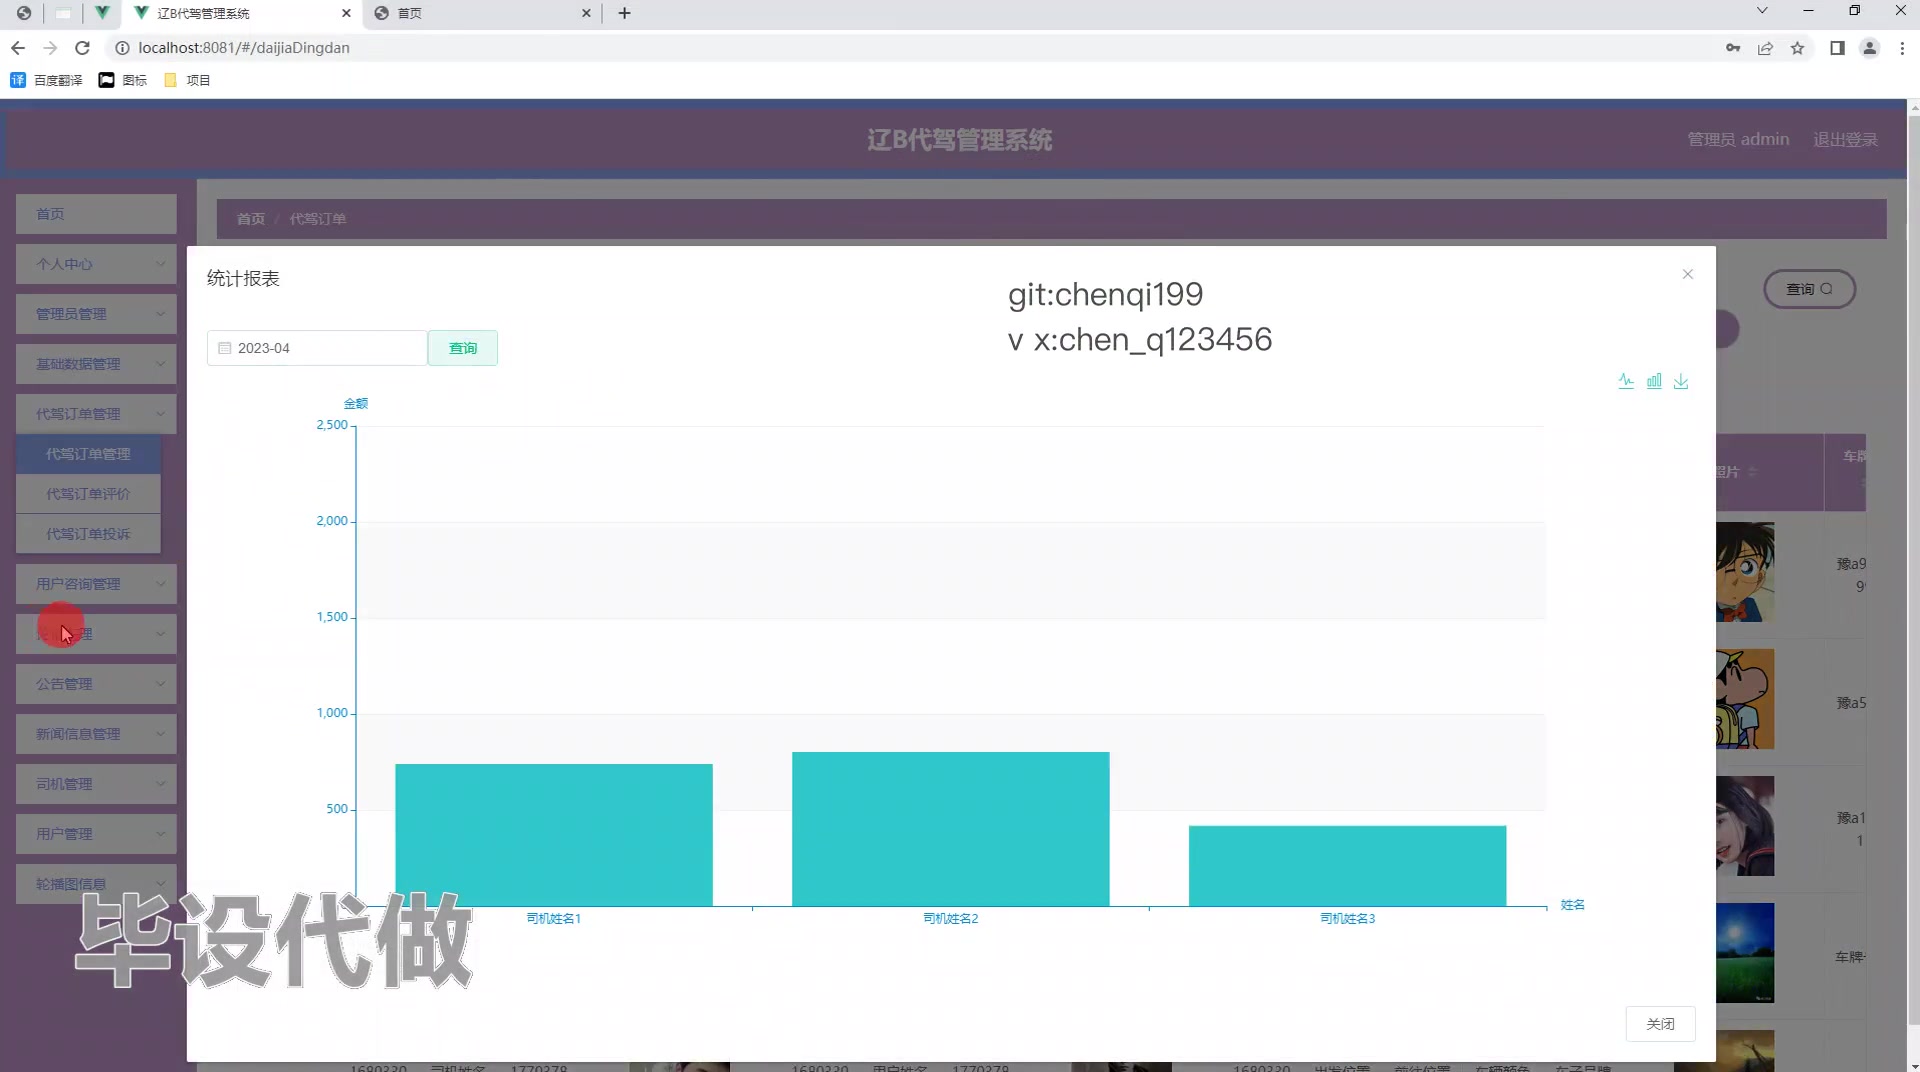 辽B代驾管理系统
首页
localhost:8081/#/daijiaDingdan
百度翻译
图标
项目
辽B代驾管理系统
管理员 admin
退出登录
首页
个人中心
管理员管理
基础数据管理
代驾订单管理
代驾订单管理
代驾订单评价
代驾订单投诉
用户咨询管理
公告管理
新闻信息管理
司机管理
用户管理
轮播图信息
首页 / 代驾订单
统计报表
git:chenqi199
v x:chen_q123456
2023-04
查询
查询
金额
2,500
2,000
1,500
1,000
500
司机姓名1
司机姓名2
司机姓名3
姓名
照片
车牌
豫a9
豫a5
豫a1
1
车牌
毕设代做
关闭